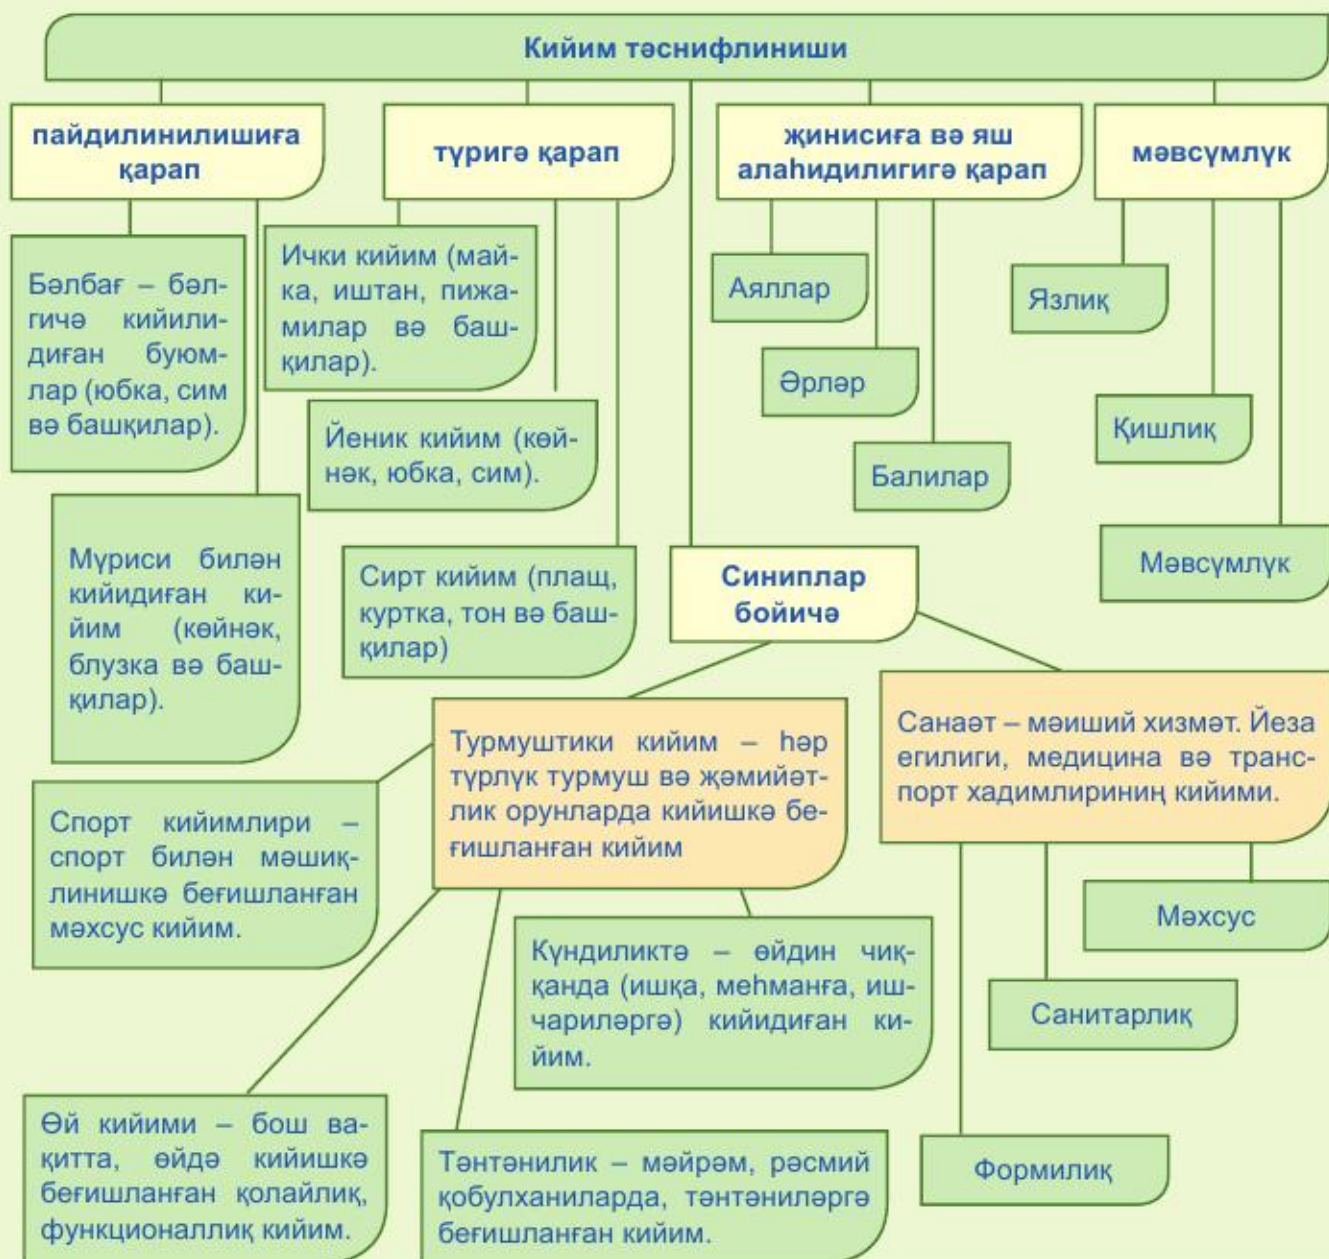 Кийим тәснифлиниши
пайдилинилишиға
қарап
түригә қарап
җинисиға вә яш
алаһидилигигә қарап
мәвсүмлүк
Бәлбағ – бәл-
гичә кийили-
диған буюм-
лар (юбка, сим
вә башқилар).
Мүриси билән
кийидиған ки-
йим (көйнәк,
блузка вә баш-
қилар).
Ички кийим (май-
ка, иштан, пижа-
милар вә баш-
қилар).
Йеник кийим (көй-
нәк, юбка, сим).
Сирт кийим (плащ,
куртка, тон вә баш-
қилар)
Аяллар
Әрләр
Балилар
Язлиқ
Қишлиқ
Мәвсүмлүк
Синиплар
бойичә
Турмуштики кийим – һәр
түрлүк турмуш вә җәмийәт-
лик орунларда кийишкә бе-
ғишланған кийим
Санаәт – мәиший хизмәт. Йеза
егилиги, медицина вә транс-
порт хадимлириниң кийими.
Спорт кийимлири –
спорт билән мәшиқ-
линишкә беғишланған
мәхсус кийим.
Күндиликтә – өйдин чиқ-
қанда (ишқа, меһманға, иш-
чариләргә) кийидиған ки-
йим.
Мәхсус
Санитарлиқ
Формилиқ
Өй кийими – бош ва-
қитта, өйдә кийишкә
беғишланған қолайлиқ,
функционаллиқ кийим.
Тәнтәнилик – мәйрәм, рәсмий
қобулханиларда, тәнтәниләргә
беғишланған кийим.